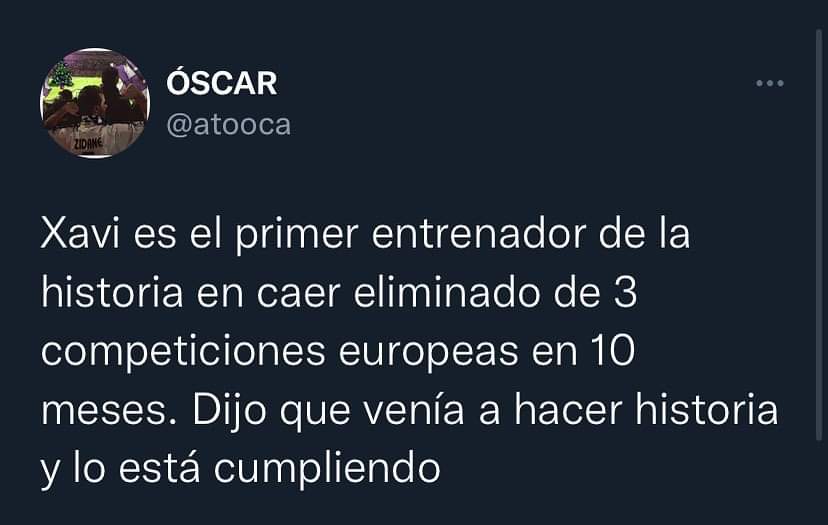 ÓSCAR
@atooca
ZIDANE
Xavi es el primer entrenador de la
historia en caer eliminado de 3
competiciones europeas en 10
meses. Dijo que venía a hacer historia
y lo está cumpliendo